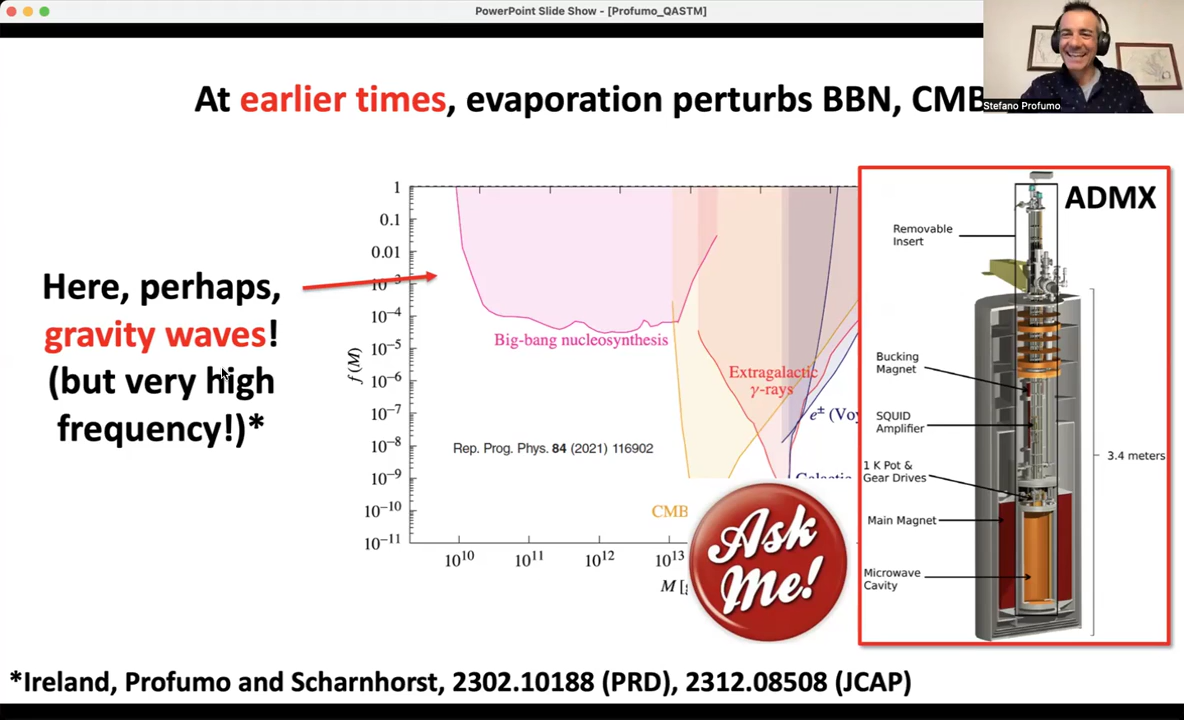 PowerPoint Slide Show - [Profumo_QASTM]
At earlier times, evaporation perturbs BBN, CMB
Stefano Profumo
ADMX
Removable
Insert
Bucking
Magnet
SQUID
Amplifier
1 K Pot &
Gear Drives
Main Magnet
Microwave
Cavity
3.4 meters
Here, perhaps,
gravity waves!
(but very high
frequency!)*
1
0.1
0.01
10⁻³
10⁻⁴
10⁻⁵
10⁻⁶
10⁻⁷
10⁻⁸
10⁻⁹
10⁻¹⁰
10⁻¹¹
f (M)
Big-bang nucleosynthesis
Extragalactic
γ-rays
e± (Voy
Galactic
Rep. Prog. Phys. 84 (2021) 116902
CMB
10¹⁰ 10¹¹ 10¹² 10¹³
M [g
Ask
Me!
*Ireland, Profumo and Scharnhorst, 2302.10188 (PRD), 2312.08508 (JCAP)